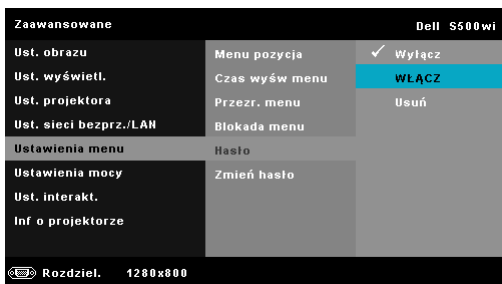 Zaawansowane Dell S500wi
Ust. obrazu Menu pozycja ✓ Wyłącz
Ust. wyświetl. Czas wyśw menu WŁĄCZ
Ust. projektora Przezr. menu Usuń
Ust. sieci bezprz./LAN Blokada menu
Ustawienia menu Hasło
Ustawienia mocy Zmień hasło
Ust. interakt.
Inf o projektorze
Rozdziel. 1280x800